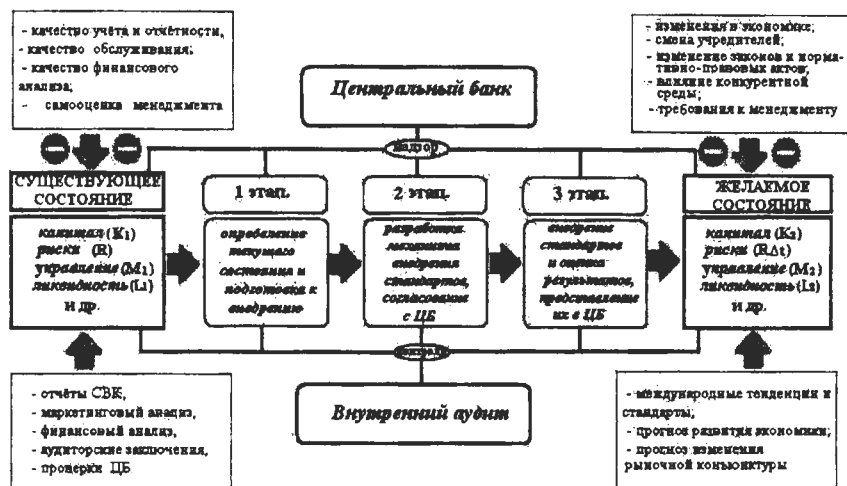 - качество учёта и отчётности,
- качество обслуживания;
- качество финансового
анализа;
- самооценка менеджмента
Центральный банк
- изменения в экономике;
- смена учредителей;
- изменение законов и норма-
тивно-правовых актов;
- влияние конкурентной
среды;
- требования к менеджменту
надзор
СУЩЕСТВУЮЩЕЕ
СОСТОЯНИЕ
капитал (K₁)
риски (R)
управление (M₁)
ликвидность (L₁)
и др.
1 этап.
определение
текущего
состояния и
подготовка к
внедрению
2 этап.
разработка
механизма
внедрения
стандартов,
согласование
с ЦБ
3 этап.
внедрение
стандартов
и оценка
результатов,
представление
их в ЦБ
ЖЕЛАЕМОЕ
СОСТОЯНИЕ
капитал (K₂)
риски (RΔt)
управление (M₂)
ликвидность (L₂)
и др.
контроль
- отчёты СВК,
- маркетинговый анализ,
- финансовый анализ,
- аудиторские заключения,
- проверки ЦБ
Внутренний аудит
- международные тенденции и
стандарты;
- прогноз развития экономики;
- прогноз изменения
рыночной конъюнктуры